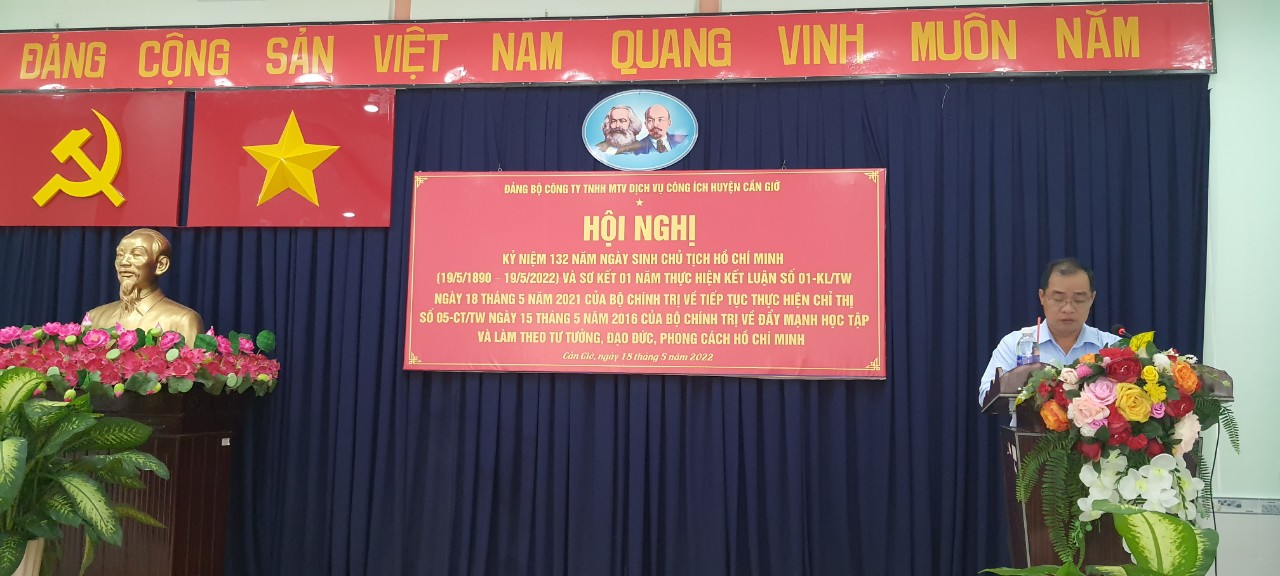 ĐẢNG CỘNG SẢN VIỆT NAM QUANG VINH MUÔN NĂM
ĐẢNG BỘ CÔNG TY TNHH MTV DỊCH VỤ CÔNG ÍCH HUYỆN CẦN GIỜ
HỘI NGHỊ
KỶ NIỆM 132 NĂM NGÀY SINH CHỦ TỊCH HỒ CHÍ MINH
(19/5/1890 - 19/5/2022) VÀ SƠ KẾT 01 NĂM THỰC HIỆN KẾT LUẬN SỐ 01-KL/TW
NGÀY 18 THÁNG 5 NĂM 2021 CỦA BỘ CHÍNH TRỊ VỀ TIẾP TỤC THỰC HIỆN CHỈ THỊ
SỐ 05-CT/TW NGÀY 15 THÁNG 5 NĂM 2016 CỦA BỘ CHÍNH TRỊ VỀ ĐẨY MẠNH HỌC TẬP
VÀ LÀM THEO TƯ TƯỞNG, ĐẠO ĐỨC, PHONG CÁCH HỒ CHÍ MINH
Cần Giờ, ngày 18 tháng 5 năm 2022